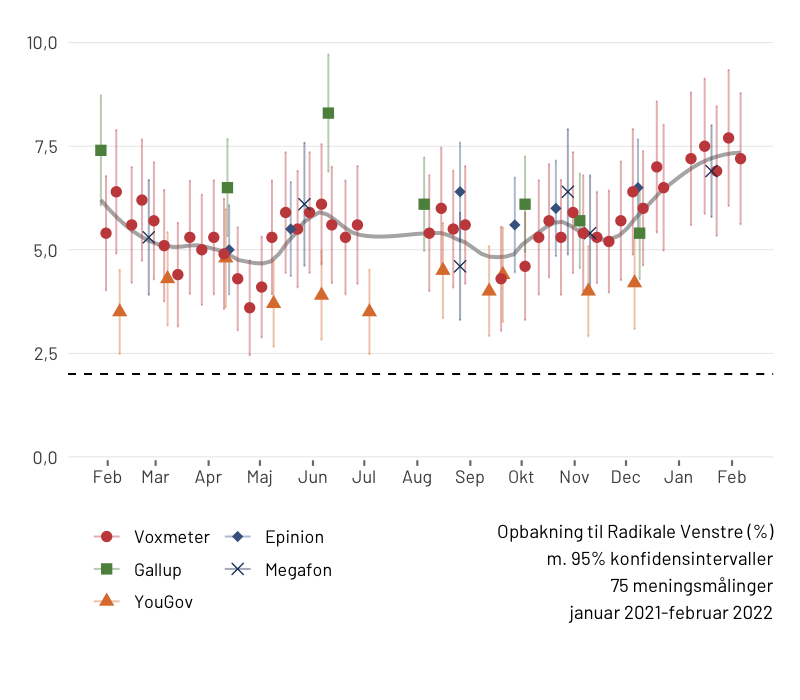 10,0
7,5
5,0
2,5
0,0
Feb Mar Apr Maj Jun Jul Aug Sep Okt Nov Dec Jan Feb
Voxmeter Epinion
Gallup Megafon
YouGov
Opbakning til Radikale Venstre (%)
m. 95% konfidensintervaller
75 meningsmålinger
januar 2021-februar 2022